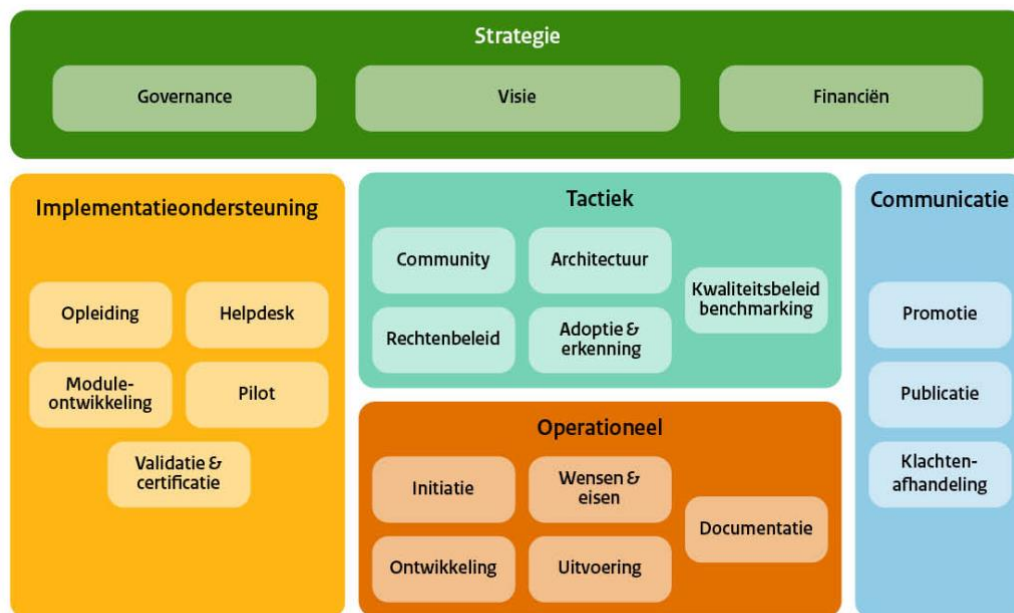 Strategie
Governance
Visie
Financiën
Implementatieondersteuning
Opleiding
Helpdesk
Module-
ontwikkeling
Pilot
Validatie &
certificatie
Tactiek
Community
Architectuur
Rechtenbeleid
Adoptie &
erkenning
Kwaliteitsbeleid
benchmarking
Operationeel
Initiatie
Wensen &
eisen
Ontwikkeling
Uitvoering
Documentatie
Communicatie
Promotie
Publicatie
Klachten-
afhandeling